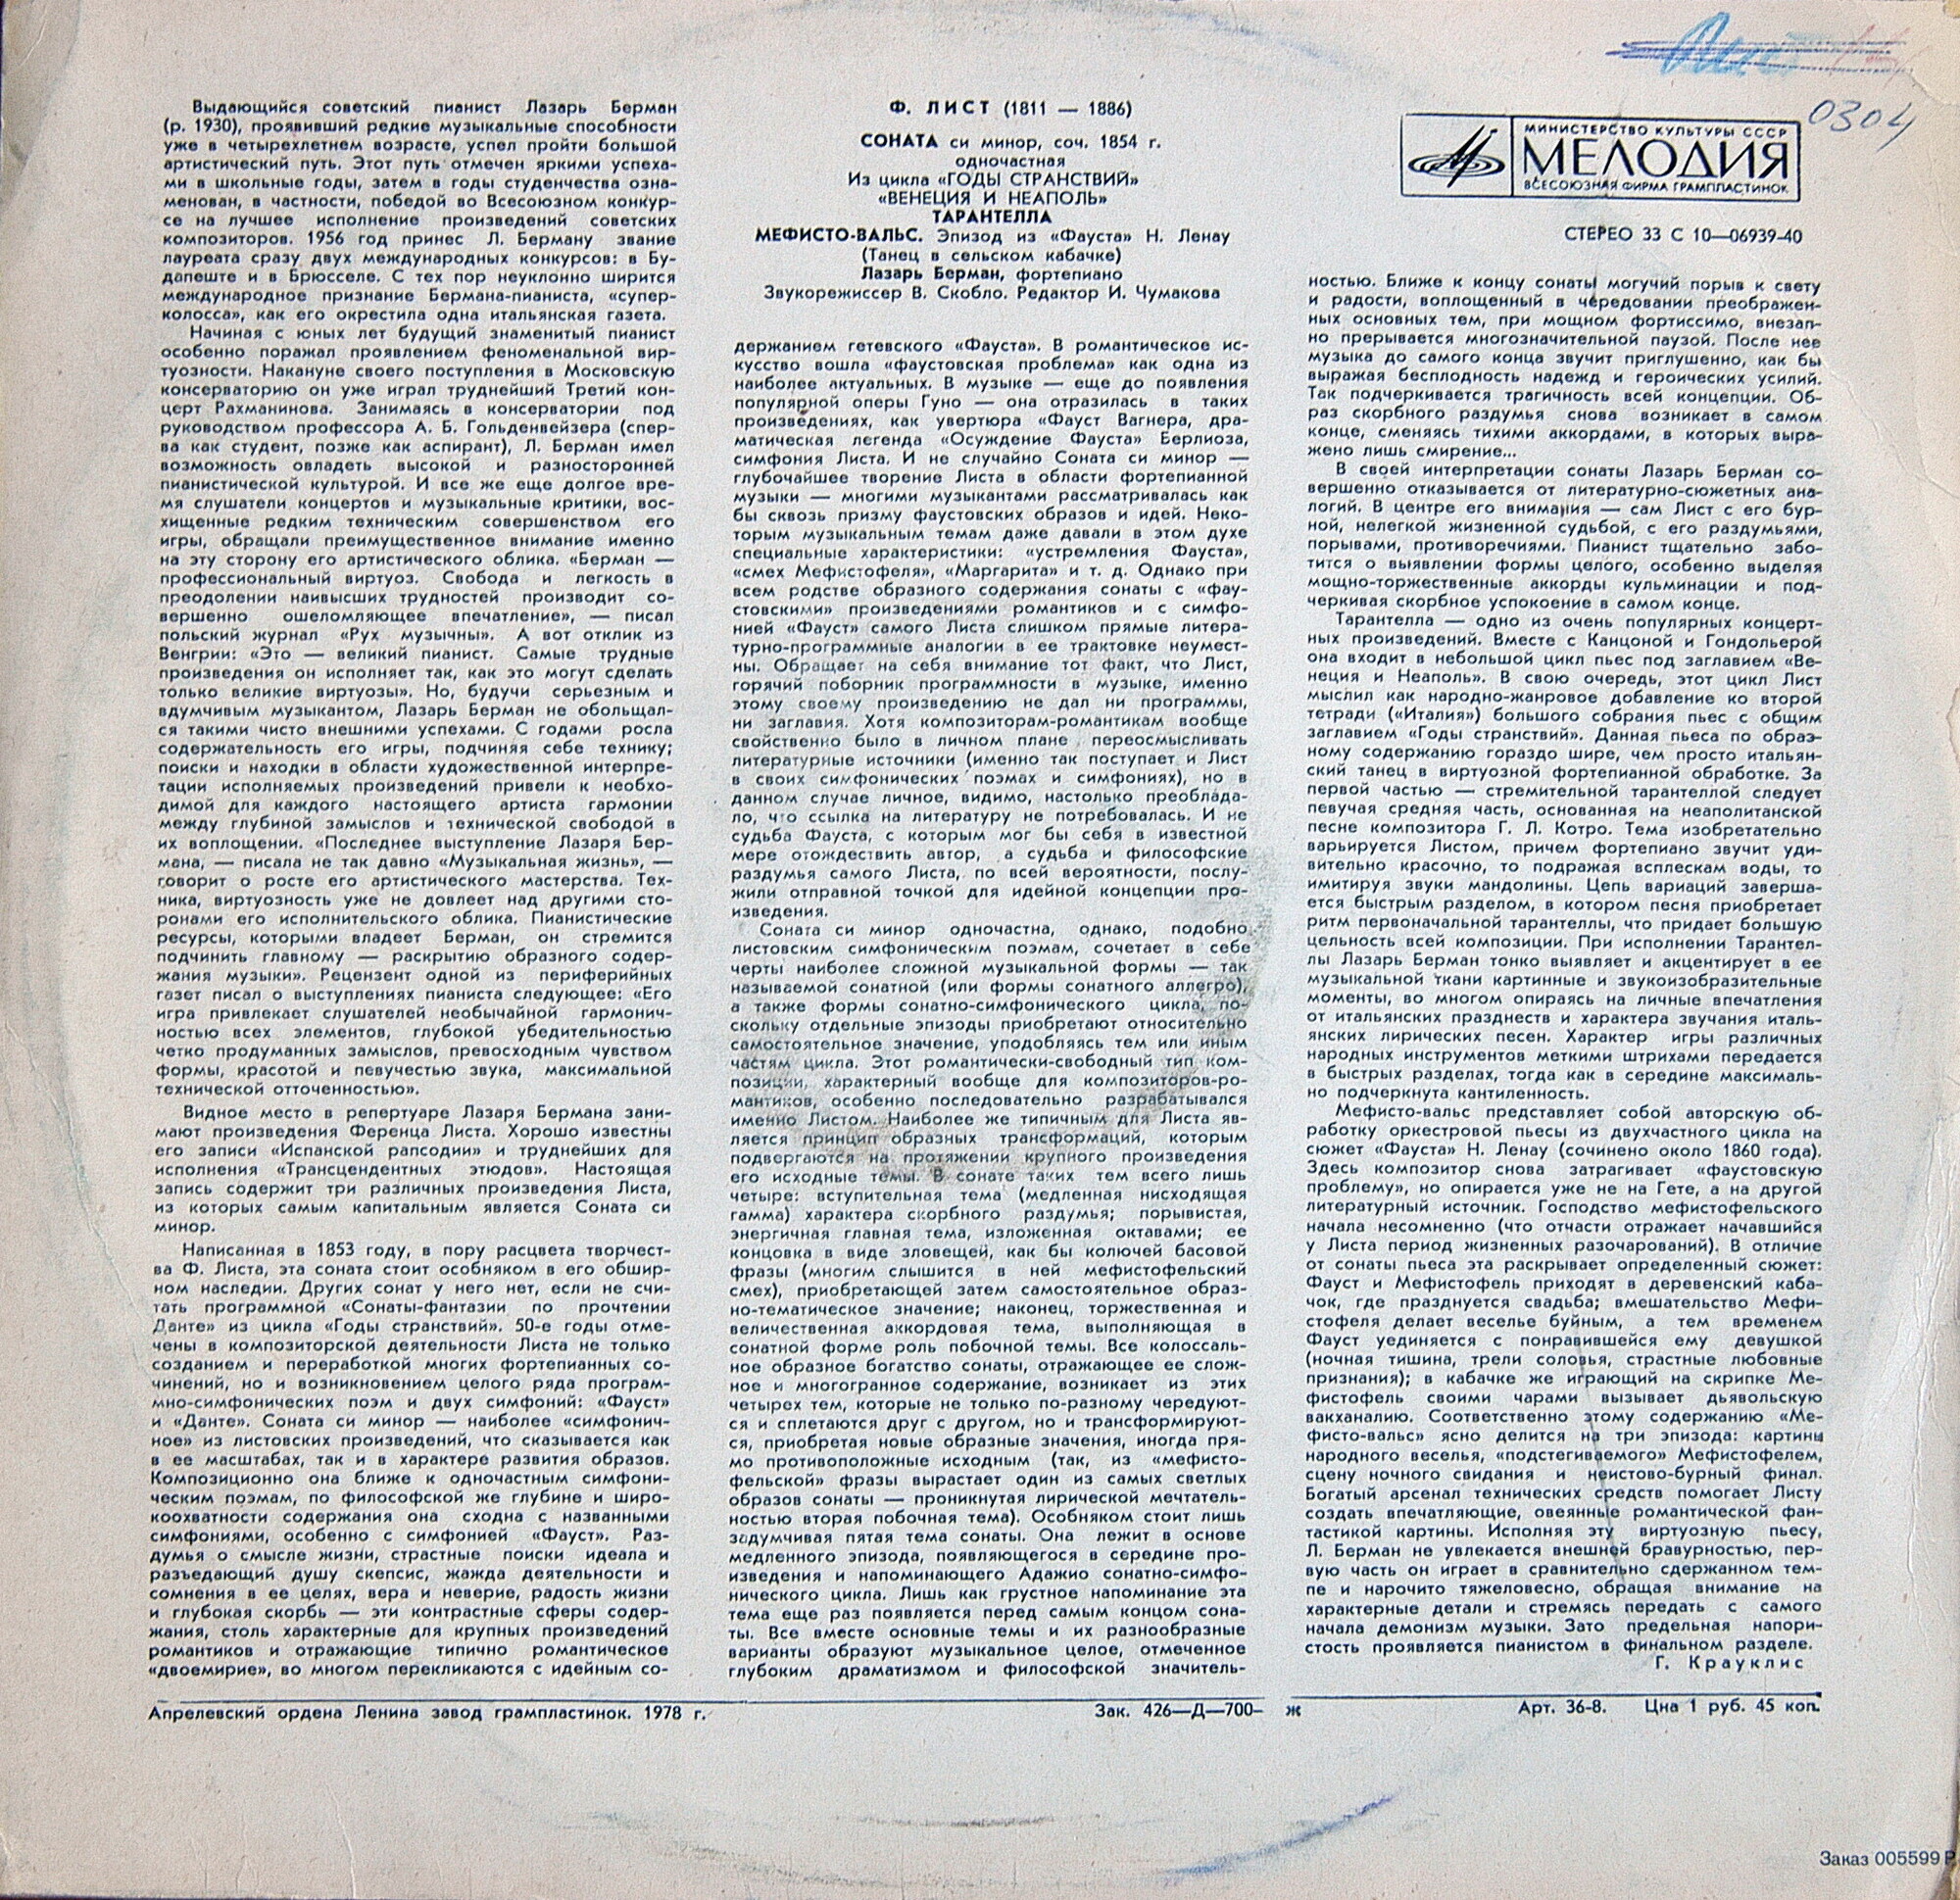 Выдающийся советский пианист Лазарь Берман
(р. 1930), проявивший редкие музыкальные способности
уже в четырехлетнем возрасте, успел пройти большой
артистический путь. Этот путь отмечен яркими успеха-
ми в школьные годы, затем в годы студенчества озна-
менован, в частности, победой во Всесоюзном конкур-
се на лучшее исполнение произведений советских
композиторов. 1956 год принес Л. Берману звание
лауреата сразу двух международных конкурсов: в Бу-
дапеште и в Брюсселе. С тех пор неуклонно ширится
международное признание Бермана-пианиста, «супер-
колосса», как его окрестила одна итальянская газета.
Начиная с юных лет будущий знаменитый пианист
особенно поражал проявлением феноменальной вир-
туозности. Накануне своего поступления в Московскую
консерваторию он уже играл труднейший Третий кон-
церт Рахманинова. Занимаясь в консерватории под
руководством профессора А. Б. Гольденвейзера (спер-
ва как студент, позже как аспирант), Л. Берман имел
возможность овладеть высокой и разносторонней
пианистической культурой. И все же еще долгое вре-
мя слушатели концертов и музыкальные критики, вос-
хищенные редким техническим совершенством его
игры, обращали преимущественное внимание именно
на эту сторону его артистического облика. «Берман —
профессиональный виртуоз. Свобода и легкость в
преодолении наивысших трудностей производит со-
вершенно ошеломляющее впечатление», — писал
польский журнал «Рух музычны». А вот отклик из
Венгрии: «Это — великий пианист. Самые трудные
произведения он исполняет так, как это могут сделать
только великие виртуозы». Но, будучи серьезным и
вдумчивым музыкантом, Лазарь Берман не обольщал-
ся такими чисто внешними успехами. С годами росла
содержательность его игры, подчиняя себе технику;
поиски и находки в области художественной интерпре-
тации исполняемых произведений привели к необхо-
димой для каждого настоящего артиста гармонии
между глубиной замыслов и технической свободой в
их воплощении. «Последнее выступление Лазаря Бер-
мана, — писала не так давно «Музыкальная жизнь», —
говорит о росте его артистического мастерства. Тех-
ника, виртуозность уже не довлеет над другими сто-
ронами его исполнительского облика. Пианистические
ресурсы, которыми владеет Берман, он стремится
подчинить главному — раскрытию образного содер-
жания музыки». Рецензент одной из периферийных
газет писал о выступлениях пианиста следующее: «Его
игра привлекает слушателей необычайной гармонич-
ностью всех элементов, глубокой убедительностью
четко продуманных замыслов, превосходным чувством
формы, красотой и певучестью звука, максимальной
технической отточенностью».
Видное место в репертуаре Лазаря Бермана зани-
мают произведения Ференца Листа. Хорошо известны
его записи «Испанской рапсодии» и труднейших для
исполнения «Трансцендентных этюдов». Настоящая
запись содержит три различных произведения Листа,
из которых самым капитальным является Соната си
минор.
Написанная в 1853 году, в пору расцвета творчест-
ва Ф. Листа, эта соната стоит особняком в его обшир-
ном наследии. Других сонат у него нет, если не счи-
тать программной «Сонаты-фантазии по прочтении
Данте» из цикла «Годы странствий». 50-е годы отме-
чены в композиторской деятельности Листа не только
созданием и переработкой многих фортепианных со-
чинений, но и возникновением целого ряда програм-
мно-симфонических поэм и двух симфоний: «Фауст»
и «Данте». Соната си минор — наиболее «симфонич-
ное» из листовских произведений, что сказывается как
в ее масштабах, так и в характере развития образов.
Композиционно она ближе к одночастным симфони-
ческим поэмам, по философской же глубине и широ-
коохватности содержания она сходна с названными
симфониями, особенно с симфонией «Фауст». Раз-
думья о смысле жизни, страстные поиски идеала и
разъедающий душу скепсис, жажда деятельности и
сомнения в ее целях, вера и неверие, радость жизни
и глубокая скорбь — эти контрастные сферы содер-
жания, столь характерные для крупных произведений
романтиков и отражающие типично романтическое
«двоемирие», во многом перекликаются с идейным со-
Ф. ЛИСТ (1811 — 1886)
СОНАТА си минор, соч. 1854 г.
одночастная
Из цикла «ГОДЫ СТРАНСТВИЙ»
«ВЕНЕЦИЯ И НЕАПОЛЬ»
ТАРАНТЕЛЛА
МЕФИСТО-ВАЛЬС. Эпизод из «Фауста» Н. Ленау
(Танец в сельском кабачке)
Лазарь Берман, фортепиано
Звукорежиссер В. Скобло. Редактор И. Чумакова
держанием гетевского «Фауста». В романтическое ис-
кусство вошла «фаустовская проблема» как одна из
наиболее актуальных. В музыке — еще до появления
популярной оперы Гуно — она отразилась в таких
произведениях, как увертюра «Фауст Вагнера, дра-
матическая легенда «Осуждение Фауста» Берлиоза,
симфония Листа. И не случайно Соната си минор —
глубочайшее творение Листа в области фортепианной
музыки — многими музыкантами рассматривалась как
бы сквозь призму фаустовских образов и идей. Неко-
торым музыкальным темам даже давали в этом духе
специальные характеристики: «устремления Фауста»,
«смех Мефистофеля», «Маргарита» и т. д. Однако при
всем родстве образного содержания сонаты с «фау-
стовскими» произведениями романтиков и с симфо-
нией «Фауст» самого Листа слишком прямые литера-
турно-программные аналогии в ее трактовке неумест-
ны. Обращает на себя внимание тот факт, что Лист,
горячий поборник программности в музыке, именно
этому своему произведению не дал ни программы,
ни заглавия. Хотя композиторам-романтикам вообще
свойственно было в личном плане переосмысливать
литературные источники (именно так поступает и Лист
в своих симфонических поэмах и симфониях), но в
данном случае личное, видимо, настолько преоблада-
ло, что ссылка на литературу не потребовалась. И не
судьба Фауста, с которым мог бы себя в известной
мере отождествить автор, а судьба и философские
раздумья самого Листа, по всей вероятности, послу-
жили отправной точкой для идейной концепции про-
изведения.
Соната си минор одночастна, однако, подобно
листовским симфоническим поэмам, сочетает в себе
черты наиболее сложной музыкальной формы — так
называемой сонатной (или формы сонатного аллегро),
а также формы сонатно-симфонического цикла, по-
скольку отдельные эпизоды приобретают относительно
самостоятельное значение, уподобляясь тем или иным
частям цикла. Этот романтически-свободный тип ком-
позиции, характерный вообще для композиторов-ро-
мантиков, особенно последовательно разрабатывался
именно Листом. Наиболее же типичным для Листа яв-
ляется принцип образных трансформаций, которым
подвергаются на протяжении крупного произведения
его исходные темы. В сонате таких тем всего лишь
четыре: вступительная тема (медленная нисходящая
гамма) характера скорбного раздумья; порывистая,
энергичная главная тема, изложенная октавами; ее
концовка в виде зловещей, как бы колючей басовой
фразы (многим слышится в ней мефистофельский
смех), приобретающей затем самостоятельное образ-
но-тематическое значение; наконец, торжественная и
величественная аккордовая тема, выполняющая в
сонатной форме роль побочной темы. Все колоссаль-
ное образное богатство сонаты, отражающее ее слож-
ное и многогранное содержание, возникает из этих
четырех тем, которые не только по-разному чередуют-
ся и сплетаются друг с другом, но и трансформируют-
ся, приобретая новые образные значения, иногда пря-
мо противоположные исходным (так, из «мефисто-
фельской» фразы вырастает один из самых светлых
образов сонаты — проникнутая лирической мечтатель-
ностью вторая побочная тема). Особняком стоит лишь
задумчивая пятая тема сонаты. Она лежит в основе
медленного эпизода, появляющегося в середине про-
изведения и напоминающего Адажио сонатно-симфо-
нического цикла. Лишь как грустное напоминание эта
тема еще раз появляется перед самым концом сона-
ты. Все вместе основные темы и их разнообразные
варианты образуют музыкальное целое, отмеченное
глубоким драматизмом и философской значитель-
0304
МИНИСТЕРСТВО КУЛЬТУРЫ СССР
МЕЛОДИЯ
ВСЕСОЮЗНАЯ ФИРМА ГРАМПЛАСТИНОК
СТЕРЕО 33 С 10—06939-40
ностью. Ближе к концу сонаты могучий порыв к свету
и радости, воплощенный в чередовании преображен-
ных основных тем, при мощном фортиссимо, внезап-
но прерывается многозначительной паузой. После нее
музыка до самого конца звучит приглушенно, как бы
выражая бесплодность надежд и героических усилий.
Так подчеркивается трагичность всей концепции. Об-
раз скорбного раздумья снова возникает в самом
конце, сменяясь тихими аккордами, в которых выра-
жено лишь смирение...
В своей интерпретации сонаты Лазарь Берман со-
вершенно отказывается от литературно-сюжетных ана-
логий. В центре его внимания — сам Лист с его бур-
ной, нелегкой жизненной судьбой, с его раздумьями,
порывами, противоречиями. Пианист тщательно забо-
тится о выявлении формы целого, особенно выделяя
мощно-торжественные аккорды кульминации и под-
черкивая скорбное успокоение в самом конце.
Тарантелла — одно из очень популярных концерт-
ных произведений. Вместе с Канцоной и Гондольерой
она входит в небольшой цикл пьес под заглавием «Ве-
неция и Неаполь». В свою очередь, этот цикл Лист
мыслил как народно-жанровое добавление ко второй
тетради («Италия») большого собрания пьес с общим
заглавием «Годы странствий». Данная пьеса по образ-
ному содержанию гораздо шире, чем просто итальян-
ский танец в виртуозной фортепианной обработке. За
первой частью — стремительной тарантеллой следует
певучая средняя часть, основанная на неаполитанской
песне композитора Г. Л. Котро. Тема изобретательно
варьируется Листом, причем фортепиано звучит уди-
вительно красочно, то подражая всплескам воды, то
имитируя звуки мандолины. Цепь вариаций заверша-
ется быстрым разделом, в котором песня приобретает
ритм первоначальной тарантеллы, что придает большую
цельность всей композиции. При исполнении Тарантел-
лы Лазарь Берман тонко выявляет и акцентирует в ее
музыкальной ткани картинные и звукоизобразительные
моменты, во многом опираясь на личные впечатления
от итальянских празднеств и характера звучания италь-
янских лирических песен. Характер игры различных
народных инструментов меткими штрихами передается
в быстрых разделах, тогда как в середине максималь-
но подчеркнута кантиленность.
Мефисто-вальс представляет собой авторскую об-
работку оркестровой пьесы из двухчастного цикла на
сюжет «Фауста» Н. Ленау (сочинено около 1860 года).
Здесь композитор снова затрагивает «фаустовскую
проблему», но опирается уже не на Гете, а на другой
литературный источник. Господство мефистофельского
начала несомненно (что отчасти отражает начавшийся
у Листа период жизненных разочарований). В отличие
от сонаты пьеса эта раскрывает определенный сюжет:
Фауст и Мефистофель приходят в деревенский каба-
чок, где празднуется свадьба; вмешательство Мефи-
стофеля делает веселье буйным, а тем временем
Фауст уединяется с понравившейся ему девушкой
(ночная тишина, трели соловья, страстные любовные
признания); в кабачке же играющий на скрипке Ме-
фистофель своими чарами вызывает дьявольскую
вакханалию. Соответственно этому содержанию «Ме-
фисто-вальс» ясно делится на три эпизода: картины
народного веселья, «подстегиваемого» Мефистофелем,
сцену ночного свидания и неистово-бурный финал.
Богатый арсенал технических средств помогает Листу
создать впечатляющие, овеянные романтической фан-
тастикой картины. Исполняя эту виртуозную пьесу,
Л. Берман не увлекается внешней бравурностью, пер-
вую часть он играет в сравнительно сдержанном тем-
пе и нарочито тяжеловесно, обращая внимание на
характерные детали и стремясь передать с самого
начала демонизм музыки. Зато предельная напори-
стость проявляется пианистом в финальном разделе.
Г. Крауклис
Апрелевский ордена Ленина завод грампластинок. 1978 г. Зак. 426—Д—700— ж Арт. 36-8. Цна 1 руб. 45 коп.
Заказ 005599 Р